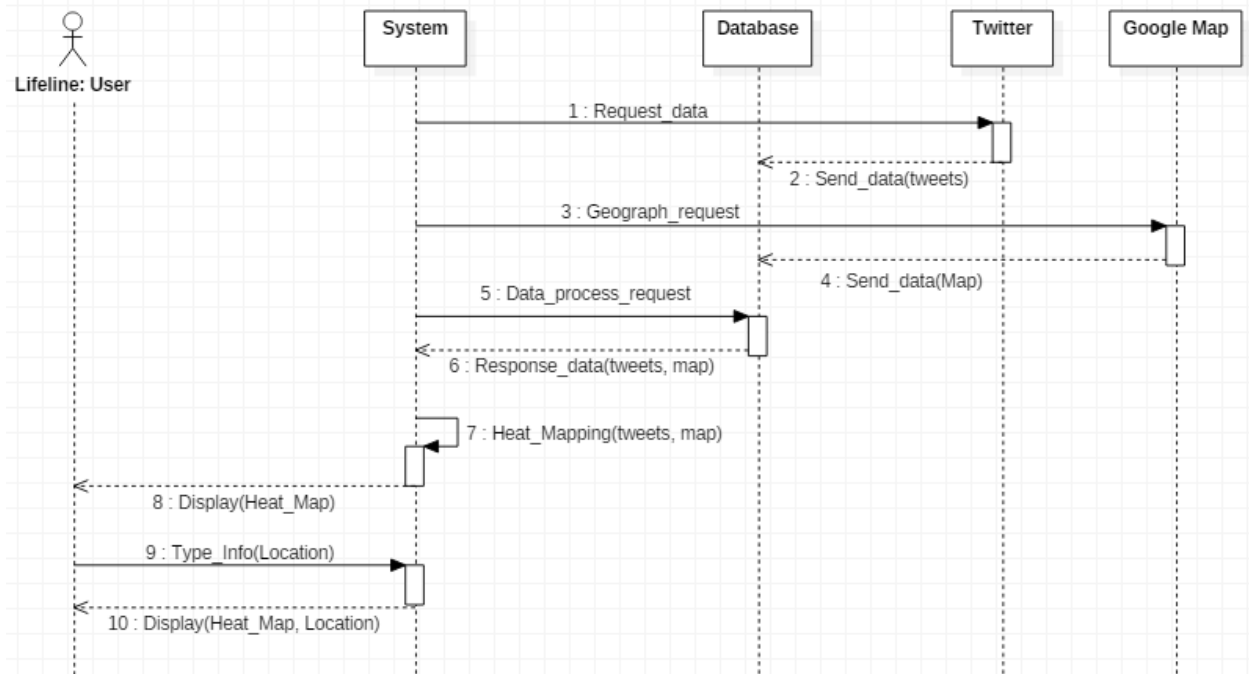 System
Database
Twitter
Google Map
Lifeline: User
1 : Request_data
2 : Send_data(tweets)
3 : Geograph_request
4 : Send_data(Map)
5 : Data_process_request
6 : Response_data(tweets, map)
7 : Heat_Mapping(tweets, map)
8 : Display(Heat_Map)
9 : Type_Info(Location)
10 : Display(Heat_Map, Location)